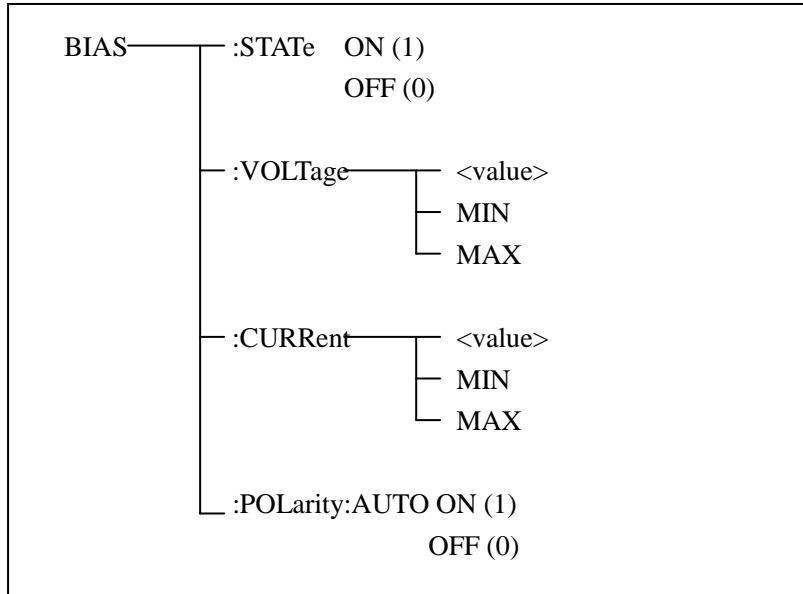 BIAS :STATe ON (1)
OFF (0)
:VOLTage <value>
MIN
MAX
:CURRent <value>
MIN
MAX
:POLarity:AUTO ON (1)
OFF (0)